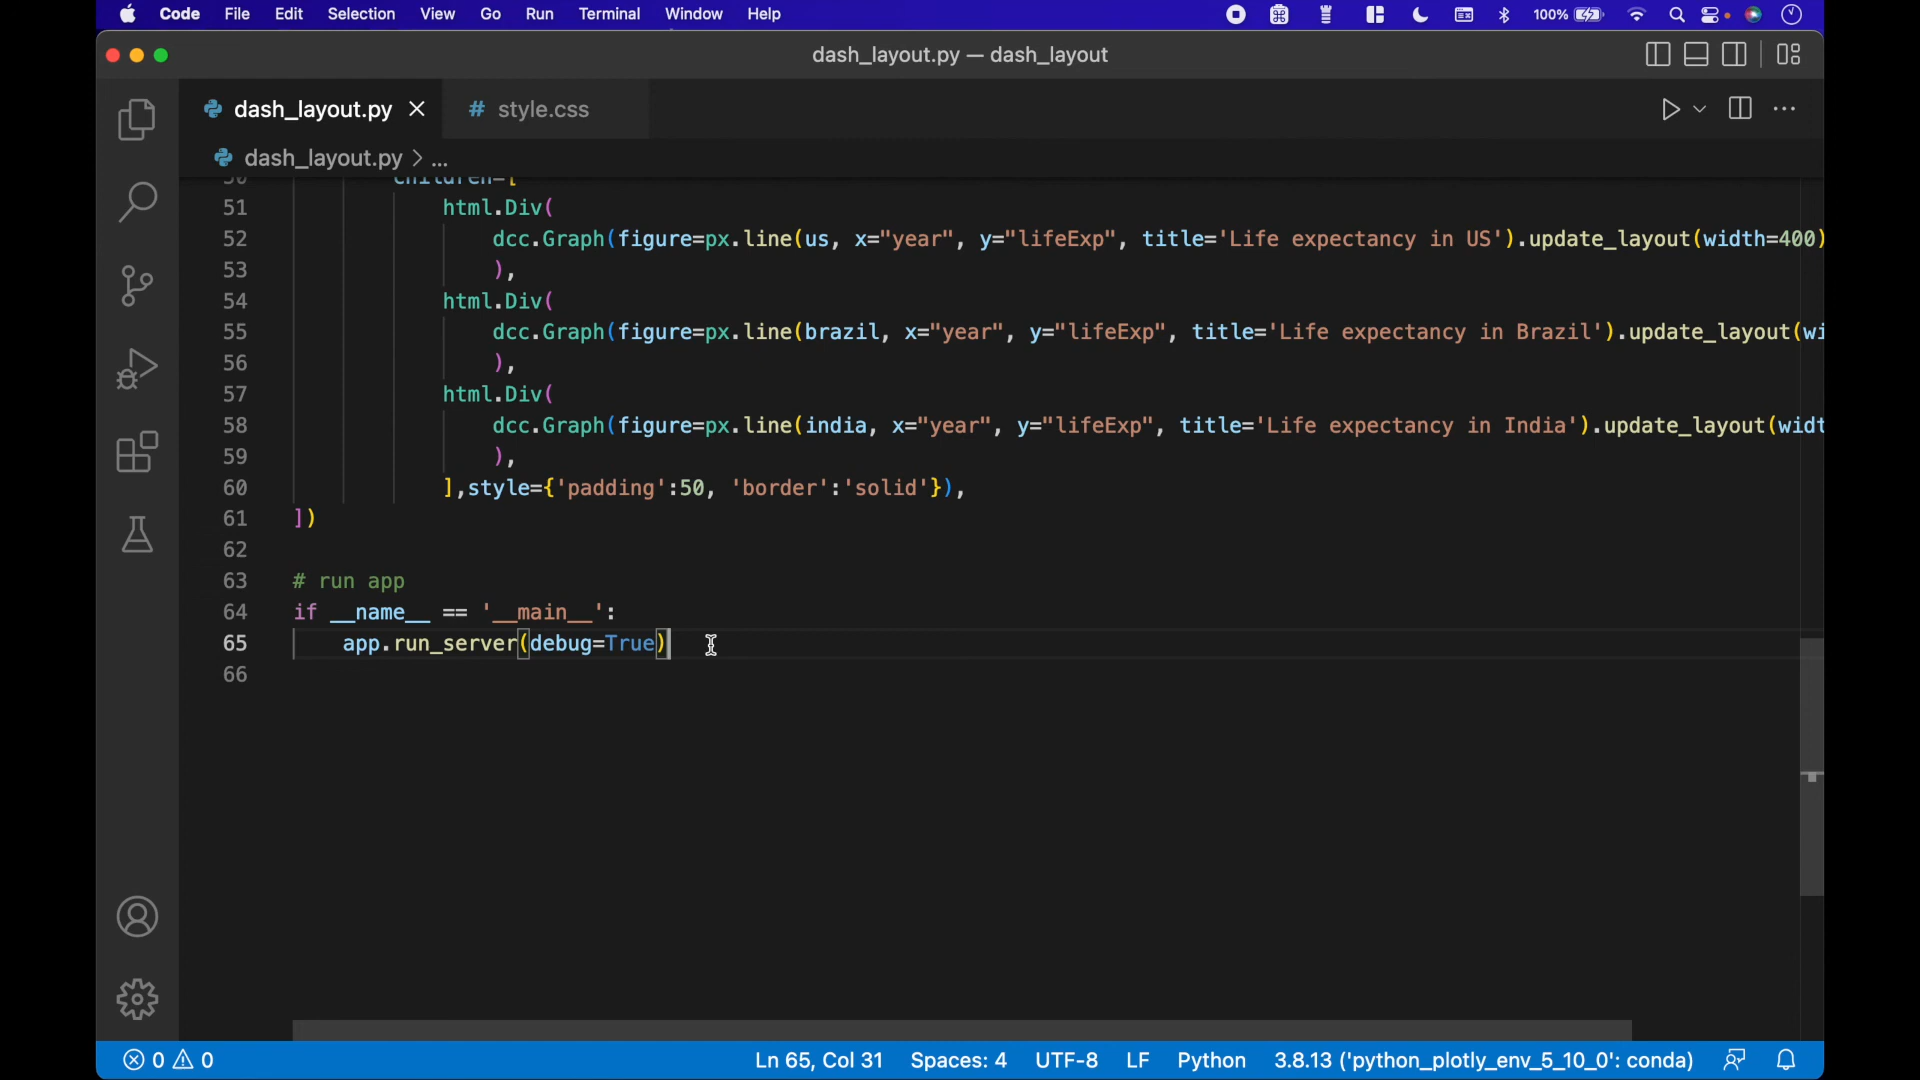 Code File Edit Selection View Go Run Terminal Window Help 100%
dash_layout.py — dash_layout
dash_layout.py # style.css
dash_layout.py > ...
50 children=[
51 html.Div(
52 dcc.Graph(figure=px.line(us, x="year", y="lifeExp", title='Life expectancy in US').update_layout(width=400)
53 ),
54 html.Div(
55 dcc.Graph(figure=px.line(brazil, x="year", y="lifeExp", title='Life expectancy in Brazil').update_layout(wi
56 ),
57 html.Div(
58 dcc.Graph(figure=px.line(india, x="year", y="lifeExp", title='Life expectancy in India').update_layout(widt
59 ),
60 ],style={'padding':50, 'border':'solid'}),
61 ])
62
63 # run app
64 if __name__ == '__main__':
65 app.run_server(debug=True)
66
0 0 Ln 65, Col 31 Spaces: 4 UTF-8 LF Python 3.8.13 ('python_plotly_env_5_10_0': conda)